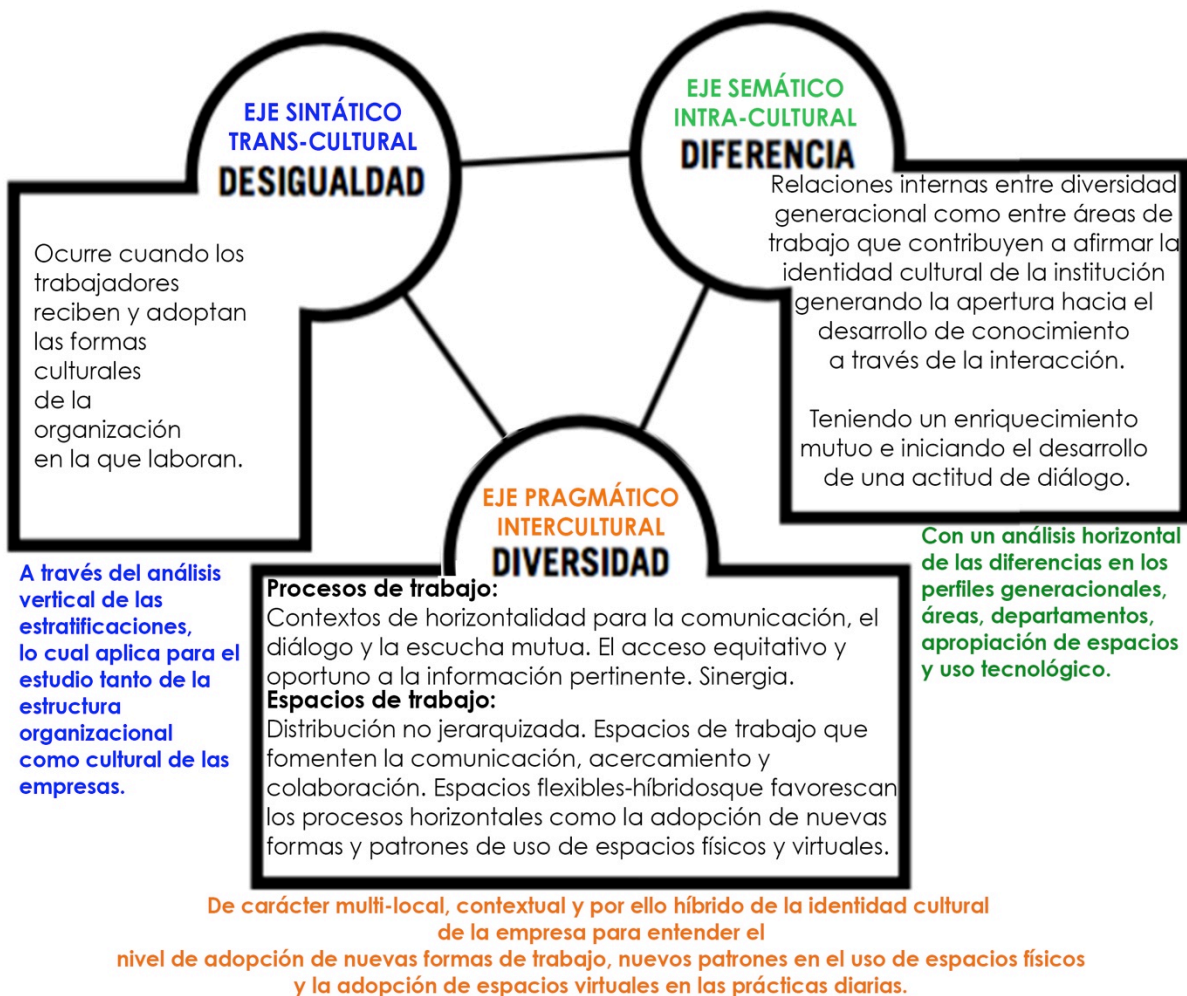 EJE SINTÁTICO
TRANS-CULTURAL
DESIGUALDAD
Ocurre cuando los
trabajadores
reciben y adoptan
las formas
culturales
de la
organización
en la que laboran.
A través del análisis
vertical de las
estratificaciones,
lo cual aplica para el
estudio tanto de la
estructura
organizacional
como cultural de las
empresas.
EJE SEMÁTICO
INTRA-CULTURAL
DIFERENCIA
Relaciones internas entre diversidad
generacional como entre áreas de
trabajo que contribuyen a afirmar la
identidad cultural de la institución
generando la apertura hacia el
desarrollo de conocimiento
a través de la interacción.
Teniendo un enriquecimiento
mutuo e iniciando el desarrollo
de una actitud de diálogo.
Con un análisis horizontal
de las diferencias en los
perfiles generacionales,
áreas, departamentos,
apropiación de espacios
y uso tecnológico.
EJE PRAGMÁTICO
INTERCULTURAL
DIVERSIDAD
Procesos de trabajo:
Contextos de horizontalidad para la comunicación, el
diálogo y la escucha mutua. El acceso equitativo y
oportuno a la información pertinente. Sinergia.
Espacios de trabajo:
Distribución no jerarquizada. Espacios de trabajo que
fomenten la comunicación, acercamiento y
colaboración. Espacios flexibles-híbridosque favorescan
los procesos horizontales como la adopción de nuevas
formas y patrones de uso de espacios físicos y virtuales.
De carácter multi-local, contextual y por ello híbrido de la identidad cultural
de la empresa para entender el
nivel de adopción de nuevas formas de trabajo, nuevos patrones en el uso de espacios físicos
y la adopción de espacios virtuales en las prácticas diarias.